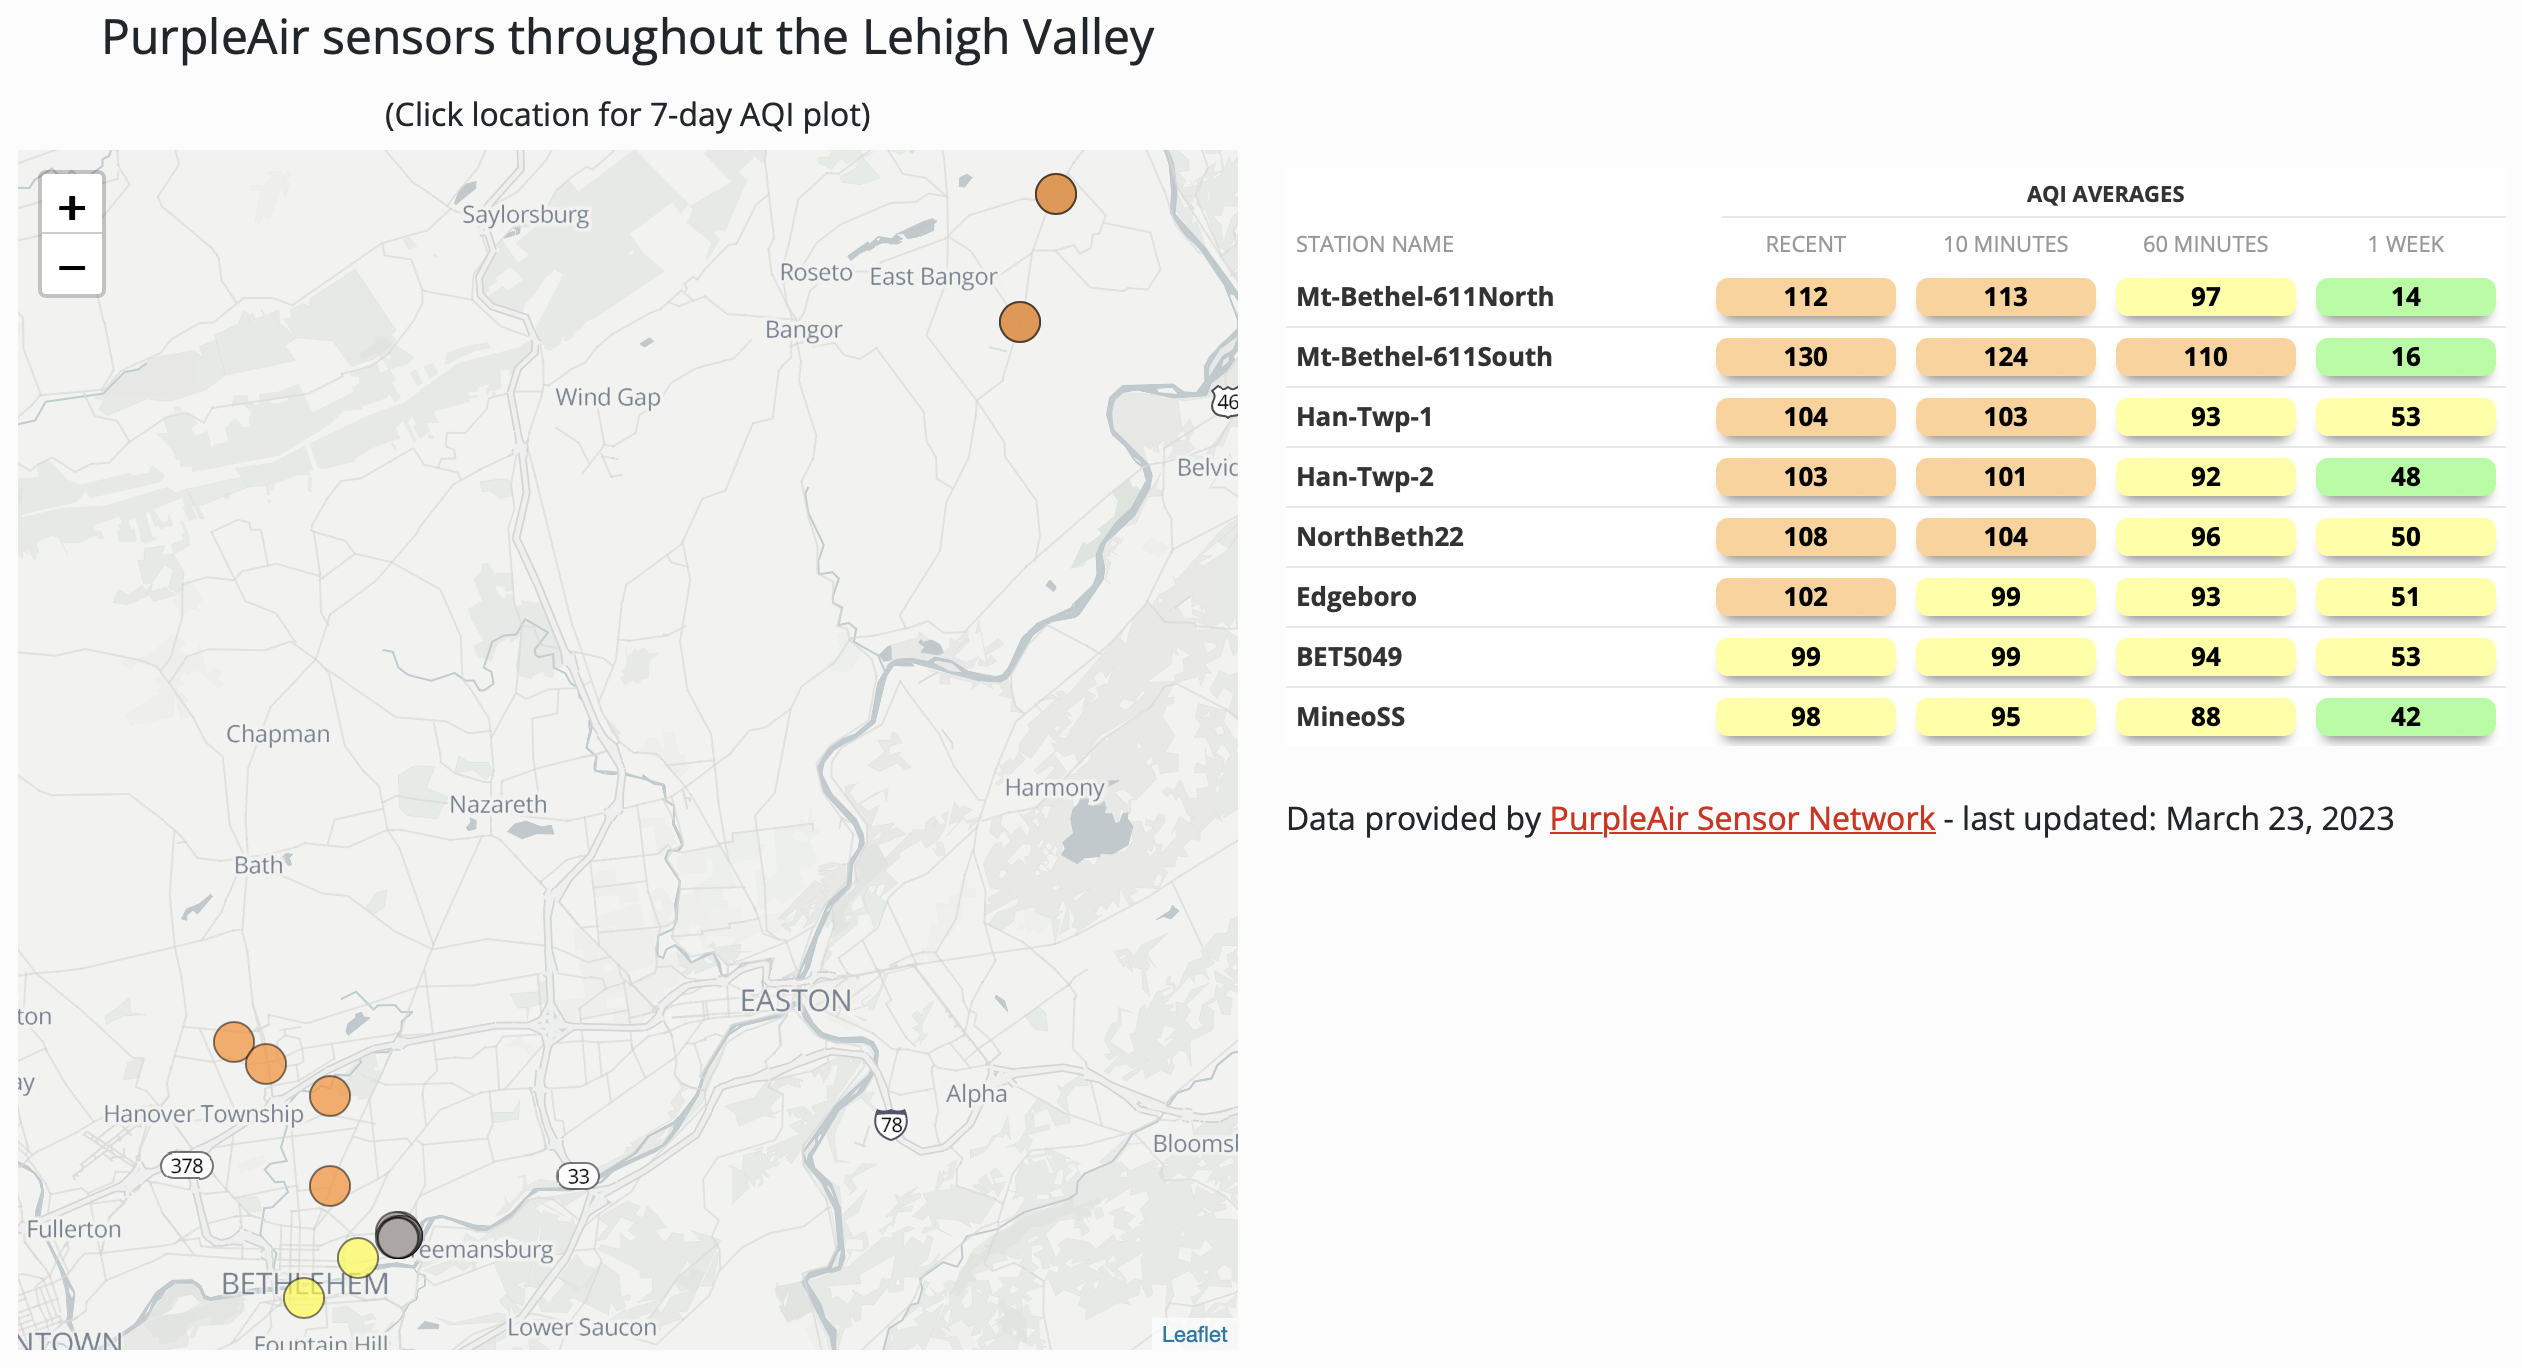 PurpleAir sensors throughout the Lehigh Valley
(Click location for 7-day AQI plot)
+
−
Saylorsburg
Roseto
East Bangor
Bangor
Wind Gap
46
Belvid
Chapman
Nazareth
Harmony
Bath
EASTON
ton
ay
Alpha
Hanover Township
78
378
33
Bloomsb
Fullerton
eemansburg
BETHLEHEM
Lower Saucon
NTOWN
Fountain Hill
Leaflet
AQI AVERAGES
STATION NAME RECENT 10 MINUTES 60 MINUTES 1 WEEK
Mt-Bethel-611North 112 113 97 14
Mt-Bethel-611South 130 124 110 16
Han-Twp-1 104 103 93 53
Han-Twp-2 103 101 92 48
NorthBeth22 108 104 96 50
Edgeboro 102 99 93 51
BET5049 99 99 94 53
MineoSS 98 95 88 42
Data provided by PurpleAir Sensor Network - last updated: March 23, 2023